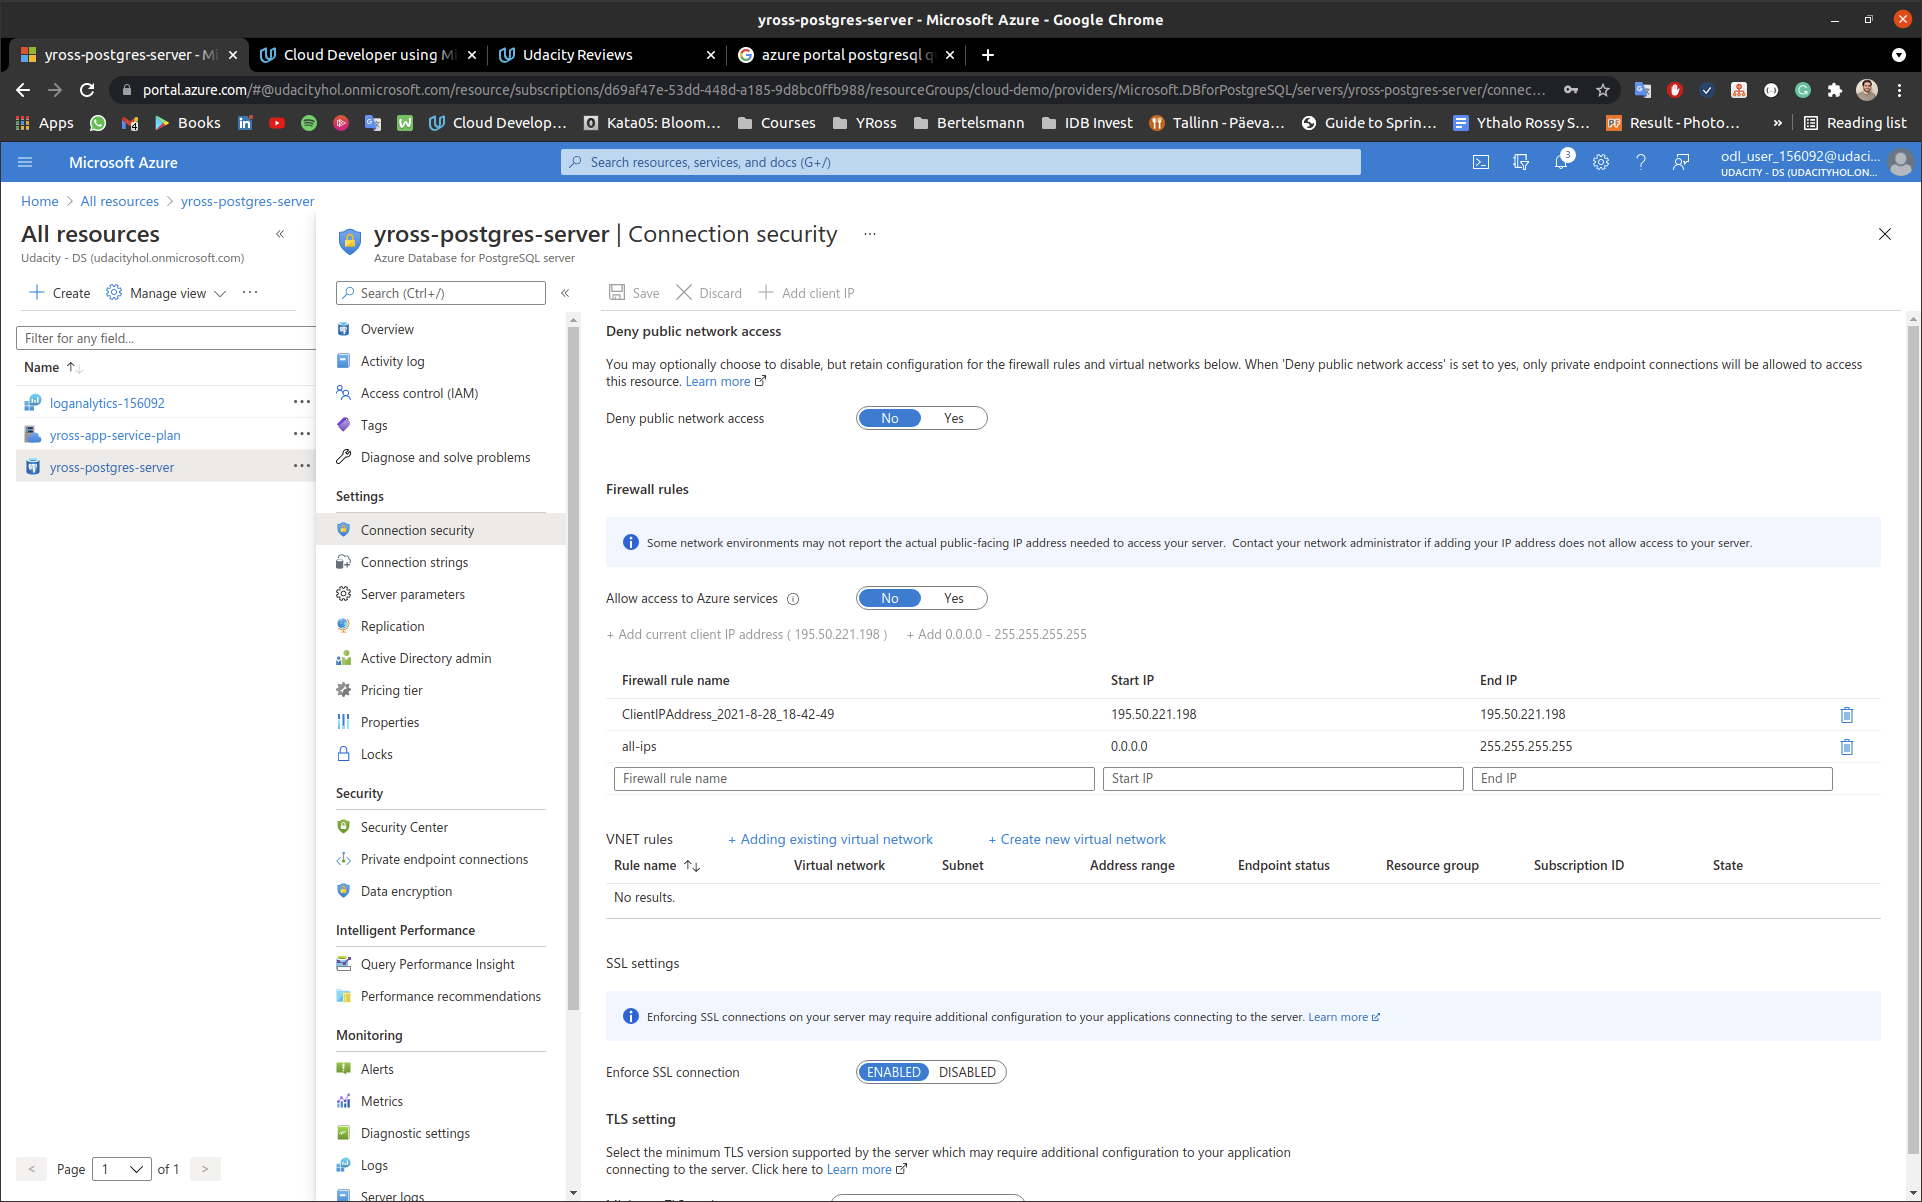 yross-postgres-server - Microsoft Azure - Google Chrome
yross-postgres-server - Mi
Cloud Developer using Mi
Udacity Reviews
azure portal postgresql q
portal.azure.com/#@udacityhol.onmicrosoft.com/resource/subscriptions/d69af47e-53dd-448d-a185-9d8bc0ffb988/resourceGroups/cloud-demo/providers/Microsoft.DBforPostgreSQL/servers/yross-postgres-server/connec...
Apps
4
Books
Cloud Develop...
Kata05: Bloom...
Courses
YRoss
Bertelsmann
IDB Invest
Tallinn - Päeva...
Guide to Sprin...
Ythalo Rossy S...
Result - Photo...
»
Reading list
Microsoft Azure
Search resources, services, and docs (G+/)
3
odl_user_156092@udaci...
UDACITY - DS (UDACITYHOL.ON...
Home > All resources > yross-postgres-server
All resources
«
Udacity - DS (udacityhol.onmicrosoft.com)
+ Create
Manage view
...
Filter for any field...
Name
loganalytics-156092
yross-app-service-plan
yross-postgres-server
< Page 1 of 1 >
yross-postgres-server | Connection security
...
Azure Database for PostgreSQL server
Search (Ctrl+/)
«
Overview
Activity log
Access control (IAM)
Tags
Diagnose and solve problems
Settings
Connection security
Connection strings
Server parameters
Replication
Active Directory admin
Pricing tier
Properties
Locks
Security
Security Center
Private endpoint connections
Data encryption
Intelligent Performance
Query Performance Insight
Performance recommendations
Monitoring
Alerts
Metrics
Diagnostic settings
Logs
Server logs
Save
Discard
Add client IP
Deny public network access
You may optionally choose to disable, but retain configuration for the firewall rules and virtual networks below. When 'Deny public network access' is set to yes, only private endpoint connections will be allowed to access
this resource. Learn more
Deny public network access
No Yes
Firewall rules
Some network environments may not report the actual public-facing IP address needed to access your server. Contact your network administrator if adding your IP address does not allow access to your server.
Allow access to Azure services
No Yes
+ Add current client IP address ( 195.50.221.198 )
+ Add 0.0.0.0 - 255.255.255.255
Firewall rule name Start IP End IP
ClientIPAddress_2021-8-28_18-42-49 195.50.221.198 195.50.221.198
all-ips 0.0.0.0 255.255.255.255
Firewall rule name Start IP End IP
VNET rules + Adding existing virtual network + Create new virtual network
Rule name Virtual network Subnet Address range Endpoint status Resource group Subscription ID State
No results.
SSL settings
Enforcing SSL connections on your server may require additional configuration to your applications connecting to the server. Learn more
Enforce SSL connection
ENABLED DISABLED
TLS setting
Select the minimum TLS version supported by the server which may require additional configuration to your application
connecting to the server. Click here to Learn more